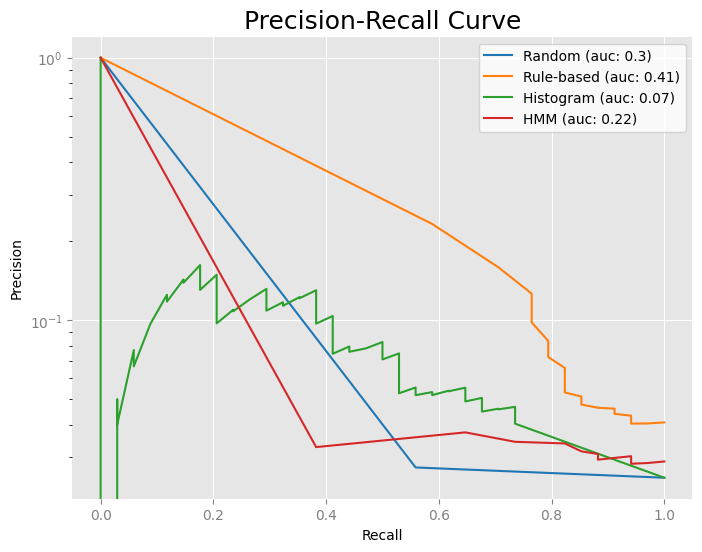 Precision-Recall Curve
Random (auc: 0.3)
Rule-based (auc: 0.41)
Histogram (auc: 0.07)
HMM (auc: 0.22)
10⁰
10⁻¹
Precision
0.0 0.2 0.4 0.6 0.8 1.0
Recall